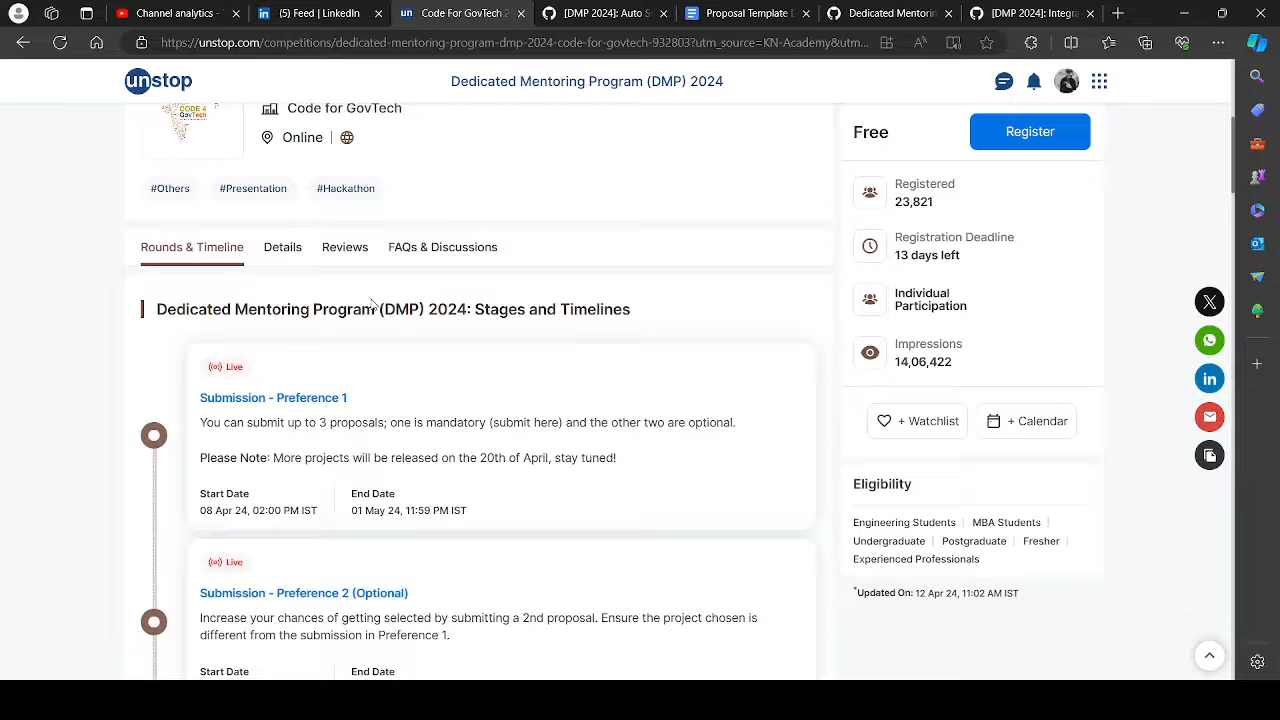 Channel analytics -
(5) Feed | LinkedIn
Code For GovTech 2
[DMP 2024]: Auto S
Proposal Template D
Dedicated Mentorin
[DMP 2024]: Integra
https://unstop.com/competitions/dedicated-mentoring-program-dmp-2024-code-for-govtech-932803?utm_source=KN-Academy&utm...
unstop
Dedicated Mentoring Program (DMP) 2024
CODE 4
GovTech
Code for GovTech
Online
#Others
#Presentation
#Hackathon
Free
Register
Registered
23,821
Registration Deadline
13 days left
Individual
Participation
Impressions
14,06,422
+ Watchlist
+ Calendar
Eligibility
Engineering Students
MBA Students
Undergraduate
Postgraduate
Fresher
Experienced Professionals
*Updated On: 12 Apr 24, 11:02 AM IST
Rounds & Timeline
Details
Reviews
FAQs & Discussions
Dedicated Mentoring Program (DMP) 2024: Stages and Timelines
Live
Submission - Preference 1
You can submit up to 3 proposals; one is mandatory (submit here) and the other two are optional.
Please Note: More projects will be released on the 20th of April, stay tuned!
Start Date
08 Apr 24, 02:00 PM IST
End Date
01 May 24, 11:59 PM IST
Live
Submission - Preference 2 (Optional)
Increase your chances of getting selected by submitting a 2nd proposal. Ensure the project chosen is
different from the submission in Preference 1.
Start Date
End Date